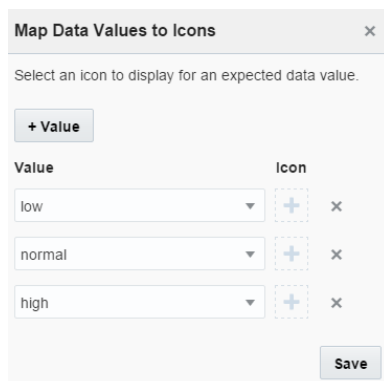 Map Data Values to Icons ×
Select an icon to display for an expected data value.
+ Value
Value Icon
low
normal
high
Save